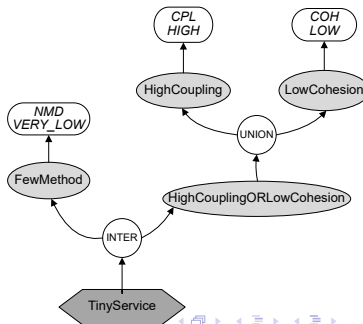 CPL
HIGH
COH
LOW
HighCoupling
LowCohesion
NMD
VERY_LOW
UNION
FewMethod
HighCouplingORLowCohesion
INTER
TinyService